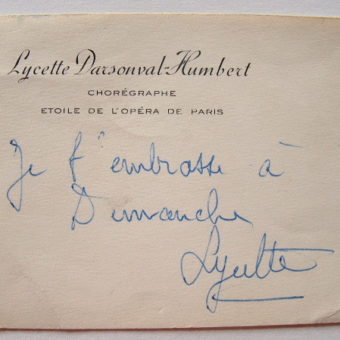 Lycette Darsonval-Humbert
CHORÉGRAPHE
ETOILE DE L'OPÉRA DE PARIS
Je t'embrasse à
Dimanche
Lycette